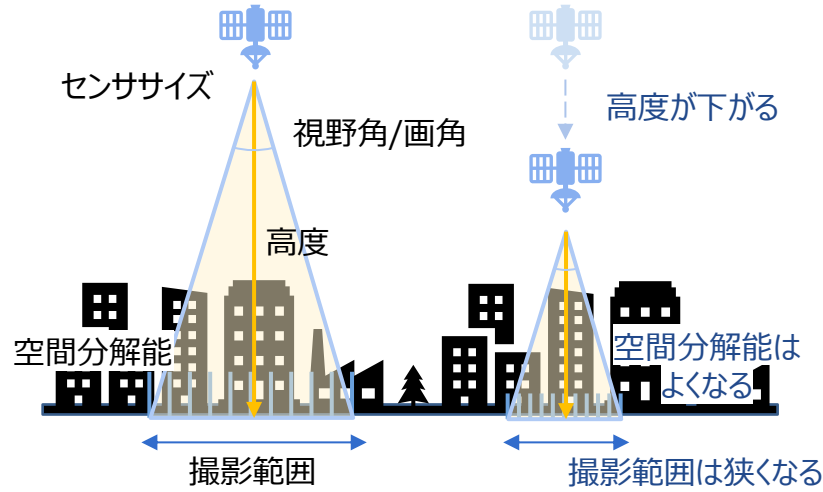 センササイズ
視野角/画角
高度
空間分解能
撮影範囲
高度が下がる
空間分解能は
よくなる
撮影範囲は狭くなる